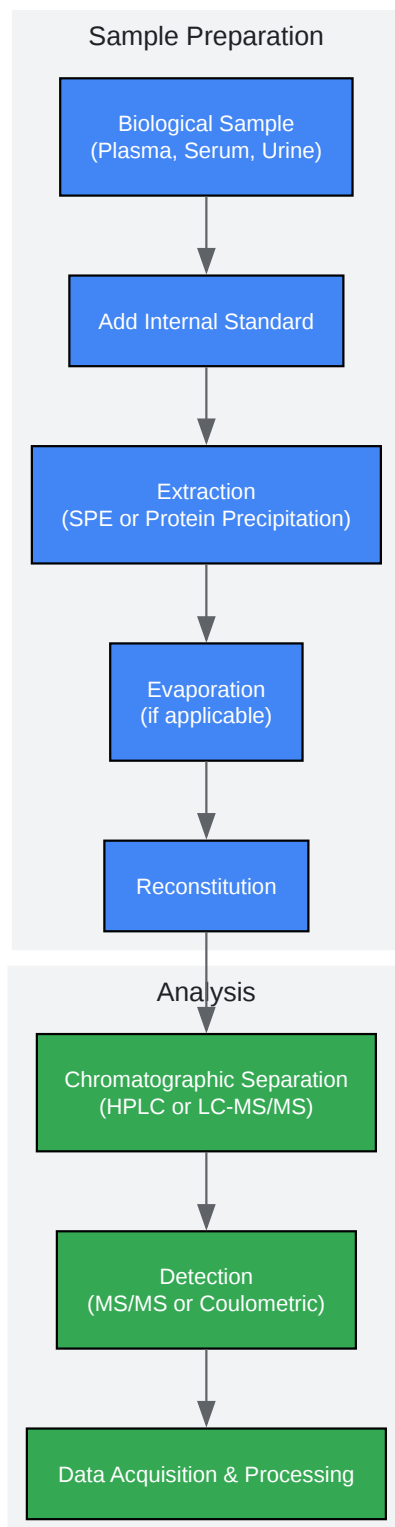 Sample Preparation
Biological Sample
(Plasma, Serum, Urine)
Add Internal Standard
Extraction
(SPE or Protein Precipitation)
Evaporation
(if applicable)
Reconstitution
Analysis
Chromatographic Separation
(HPLC or LC-MS/MS)
Detection
(MS/MS or Coulometric)
Data Acquisition & Processing